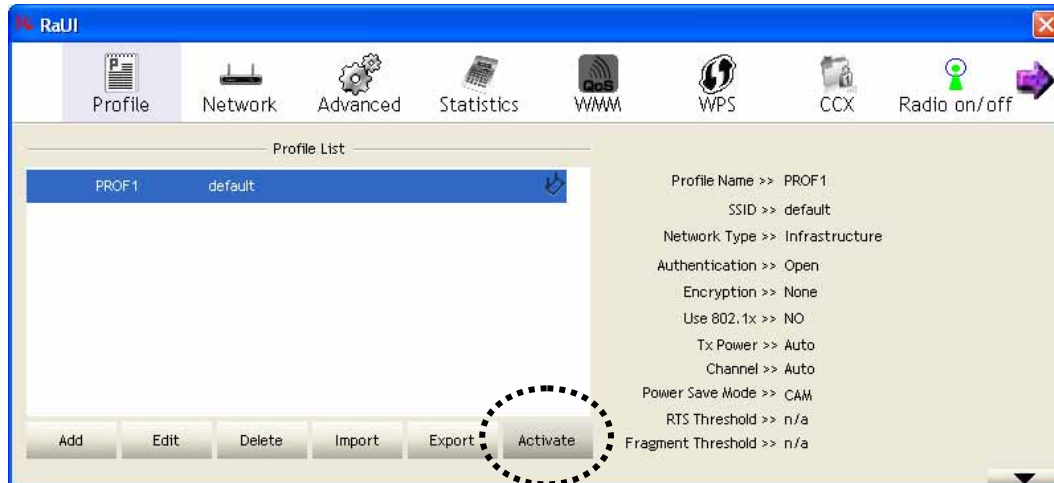 RaUI
Profile Network Advanced Statistics QoS WMM WPS CCX Radio on/off
Profile List
PROF1 default
Add Edit Delete Import Export Activate
Profile Name >> PROF1
SSID >> default
Network Type >> Infrastructure
Authentication >> Open
Encryption >> None
Use 802.1x >> NO
Tx Power >> Auto
Channel >> Auto
Power Save Mode >> CAM
RTS Threshold >> n/a
Fragment Threshold >> n/a